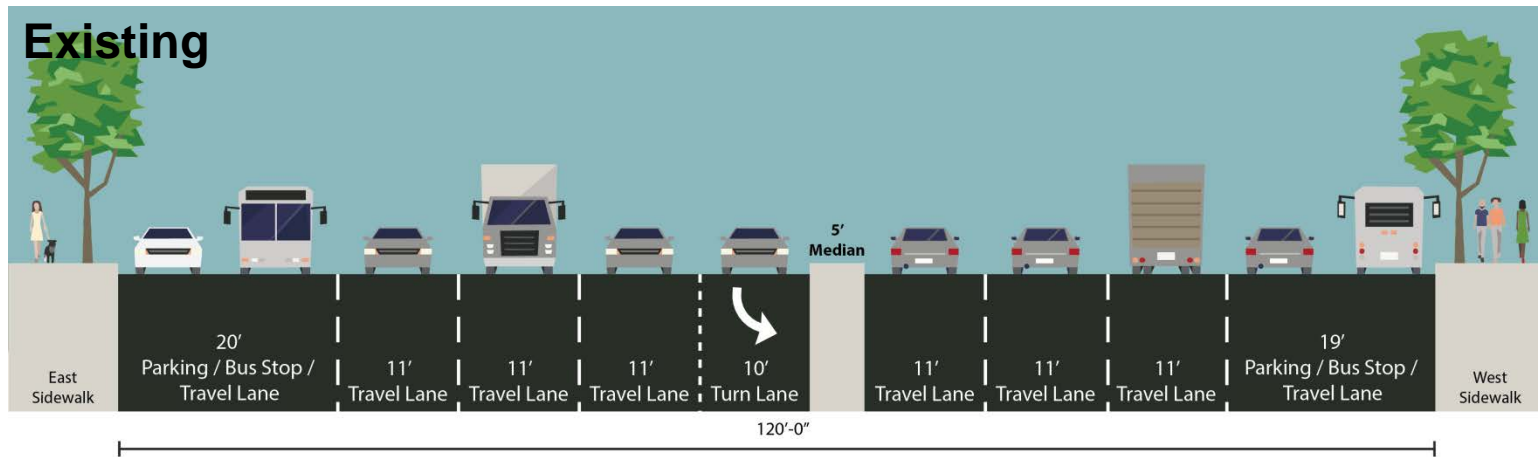 Existing
5′
Median
20′
Parking / Bus Stop /
Travel Lane
11′
Travel Lane
11′
Travel Lane
11′
Travel Lane
10′
Turn Lane
11′
Travel Lane
11′
Travel Lane
11′
Travel Lane
19′
Parking / Bus Stop /
Travel Lane
East
Sidewalk
West
Sidewalk
120′-0″